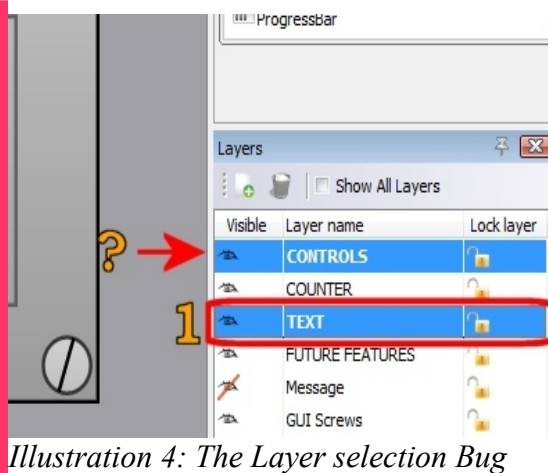 ProgressBar
Layers
Show All Layers
Visible Layer name Lock layer
? CONTROLS
COUNTER
1 TEXT
FUTURE FEATURES
Message
GUI Screws
Illustration 4: The Layer selection Bug